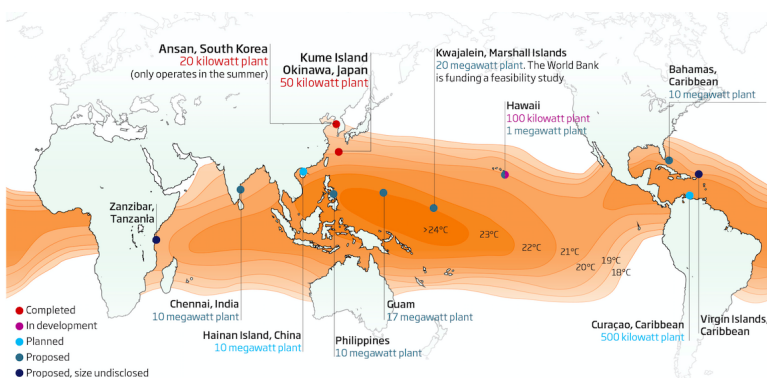 Ansan, South Korea
20 kilowatt plant
(only operates in the summer)
Kume Island
Okinawa, Japan
50 kilowatt plant
Kwajalein, Marshall Islands
20 megawatt plant. The World Bank
is funding a feasibility study
Hawaii
100 kilowatt plant
1 megawatt plant
Bahamas,
Caribbean
10 megawatt plant
Zanzibar,
Tanzania
>24°C
23°C
22°C
21°C
20°C
19°C
18°C
Chennai, India
10 megawatt plant
Hainan Island, China
10 megawatt plant
Philippines
10 megawatt plant
Guam
17 megawatt plant
Curaçao, Caribbean
500 kilowatt plant
Virgin Islands,
Caribbean
Completed
In development
Planned
Proposed
Proposed, size undisclosed